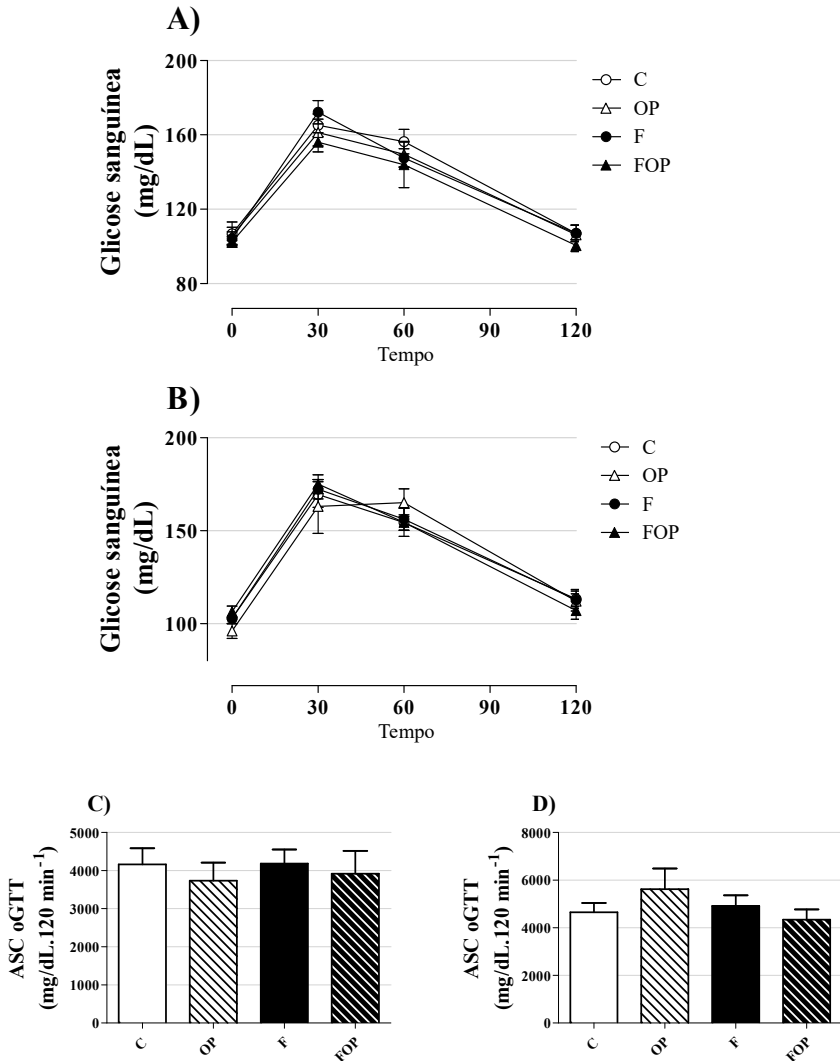 A)
Glicose sanguínea
(mg/dL)
200
160
120
80
0 30 60 90 120
Tempo
C
OP
F
FOP
B)
Glicose sanguínea
(mg/dL)
200
150
100
0 30 60 90 120
Tempo
C
OP
F
FOP
C)
ASC oGTT
(mg/dL.120 min⁻¹)
5000
4000
3000
2000
1000
0
C OP F FOP
D)
ASC oGTT
(mg/dL.120 min⁻¹)
8000
6000
4000
2000
0
C OP F FOP